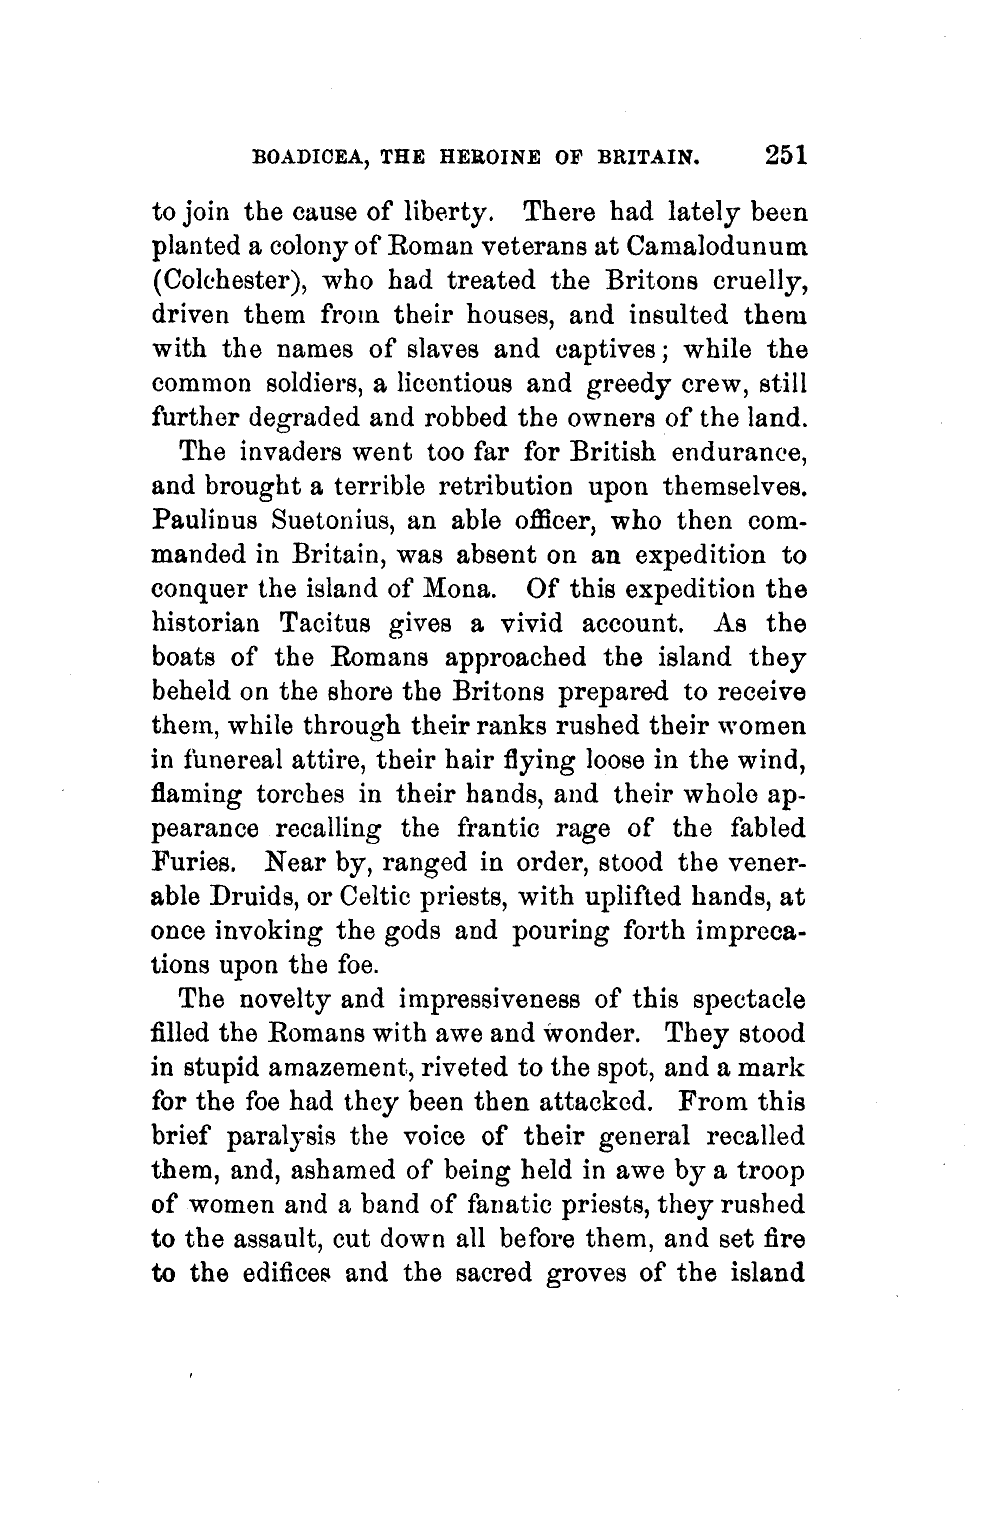 BOADICEA, THE HEROINE OF BRITAIN. 251
to join the cause of liberty. There had lately been
planted a colony of Roman veterans at Camalodunum
(Colchester), who had treated the Britons cruelly,
driven them from their houses, and insulted them
with the names of slaves and captives; while the
common soldiers, a licentious and greedy crew, still
further degraded and robbed the owners of the land.
The invaders went too far for British endurance,
and brought a terrible retribution upon themselves.
Paulinus Suetonius, an able officer, who then com-
manded in Britain, was absent on an expedition to
conquer the island of Mona. Of this expedition the
historian Tacitus gives a vivid account. As the
boats of the Romans approached the island they
beheld on the shore the Britons prepared to receive
them, while through their ranks rushed their women
in funereal attire, their hair flying loose in the wind,
flaming torches in their hands, and their whole ap-
pearance recalling the frantic rage of the fabled
Furies. Near by, ranged in order, stood the vener-
able Druids, or Celtic priests, with uplifted hands, at
once invoking the gods and pouring forth impreca-
tions upon the foe.
The novelty and impressiveness of this spectacle
filled the Romans with awe and wonder. They stood
in stupid amazement, riveted to the spot, and a mark
for the foe had they been then attacked. From this
brief paralysis the voice of their general recalled
them, and, ashamed of being held in awe by a troop
of women and a band of fanatic priests, they rushed
to the assault, cut down all before them, and set fire
to the edifices and the sacred groves of the island